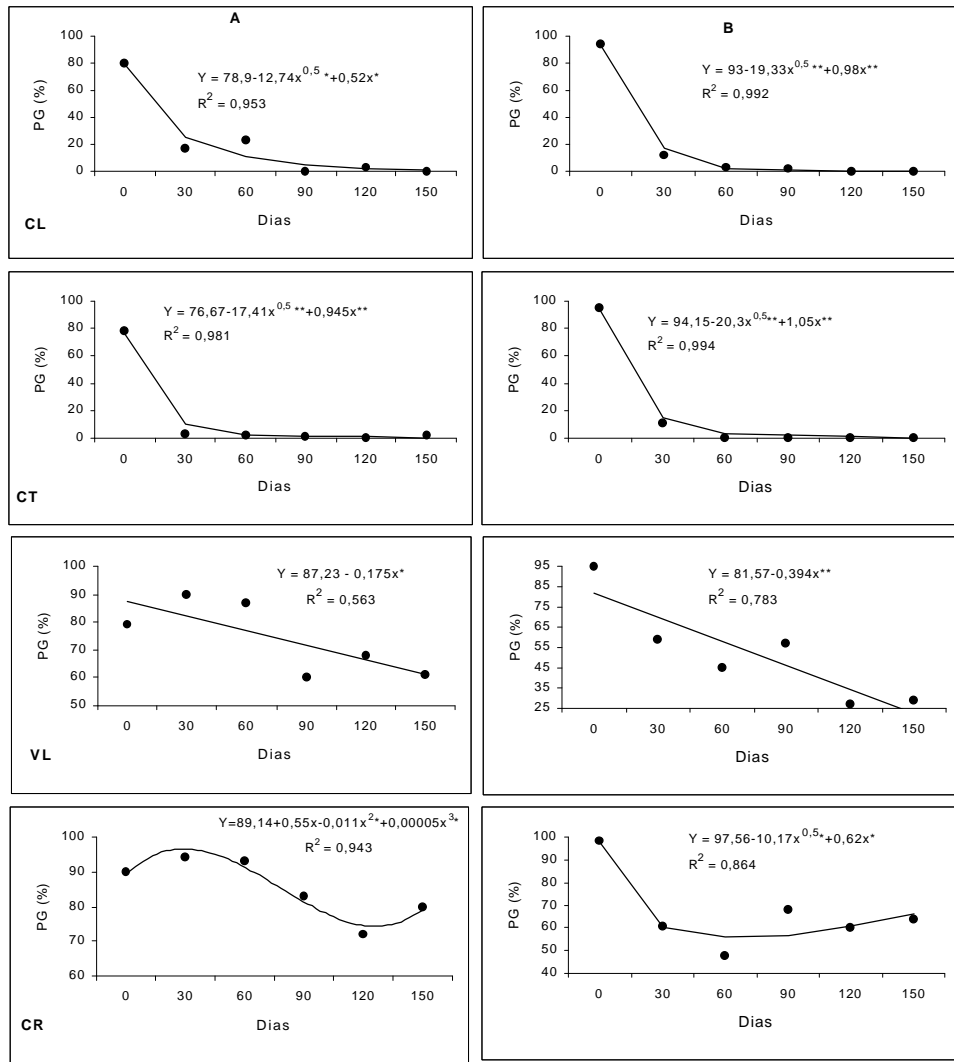 A
100
80
60
40
20
0
PG (%)
Y = 78,9-12,74x^0,5 *+0,52x*
R^2 = 0,953
0 30 60 90 120 150
Dias
CL
B
100
80
60
40
20
0
PG (%)
Y = 93-19,33x^0,5 **+0,98x**
R^2 = 0,992
0 30 60 90 120 150
Dias
100
80
60
40
20
0
PG (%)
Y = 76,67-17,41x^0,5 **+0,945x**
R^2 = 0,981
0 30 60 90 120 150
Dias
CT
100
80
60
40
20
0
PG (%)
Y = 94,15-20,3x^0,5**+1,05x**
R^2 = 0,994
0 30 60 90 120 150
Dias
100
90
80
70
60
50
PG (%)
Y = 87,23 - 0,175x*
R^2 = 0,563
0 30 60 90 120 150
Dias
VL
95
85
75
65
55
45
35
25
PG (%)
Y = 81,57-0,394x**
R^2 = 0,783
0 30 60 90 120 150
Dias
100
90
80
70
60
PG (%)
Y=89,14+0,55x-0,011x^2*+0,00005x^3*
R^2 = 0,943
0 30 60 90 120 150
Dias
CR
100
90
80
70
60
50
40
PG (%)
Y = 97,56-10,17x^0,5*+0,62x*
R^2 = 0,864
0 30 60 90 120 150
Dias